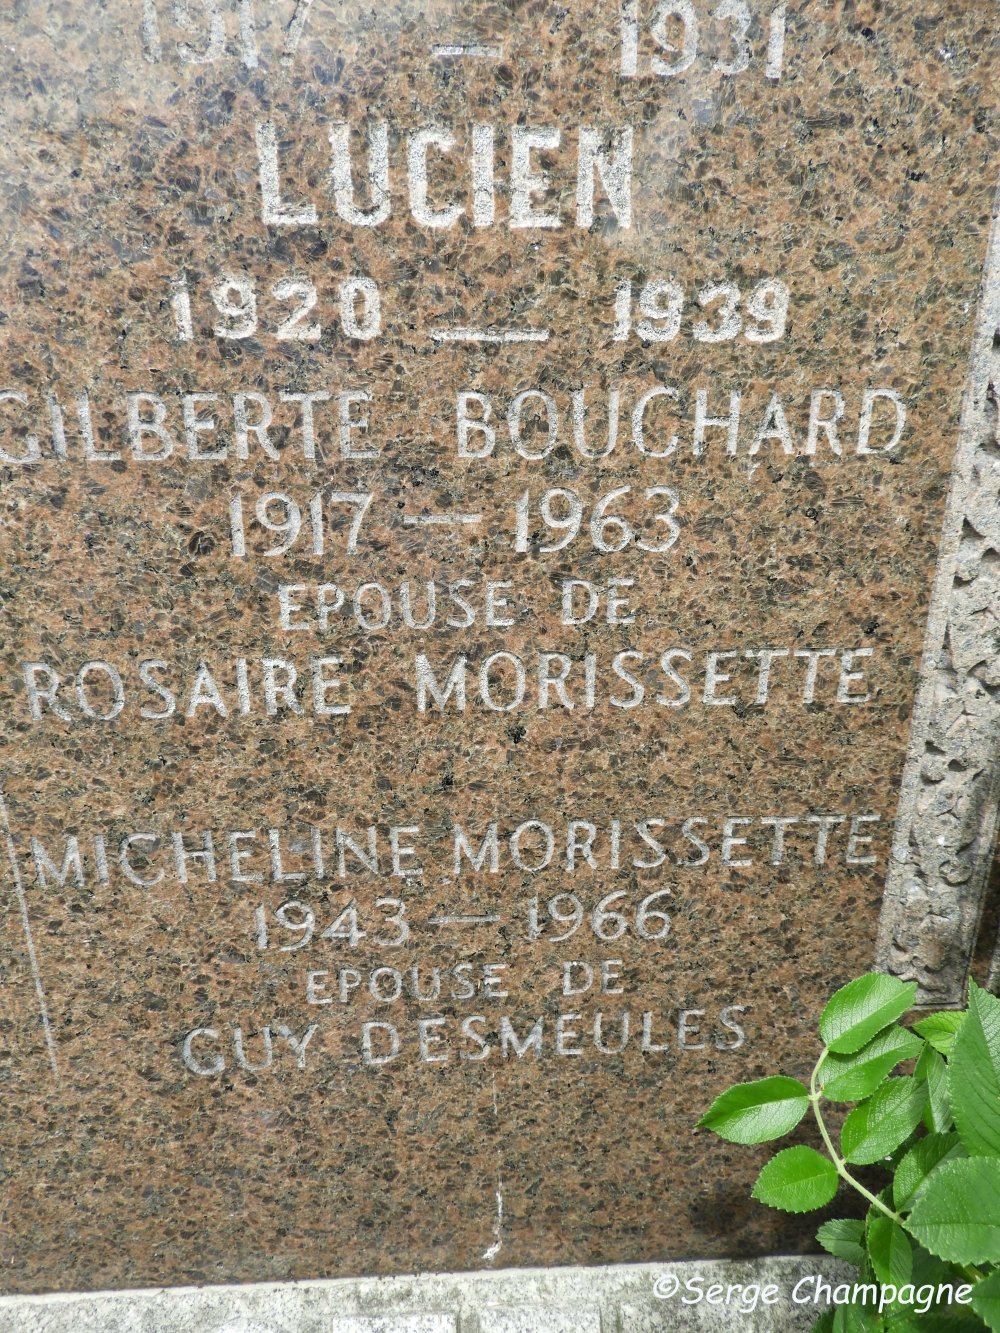 1917 — 1931
LUCIEN
1920 — 1939
GILBERTE BOUCHARD
1917 — 1963
EPOUSE DE
ROSAIRE MORISSETTE
MICHELINE MORISSETTE
1943 — 1966
EPOUSE DE
GUY DESMEULES
©Serge Champagne